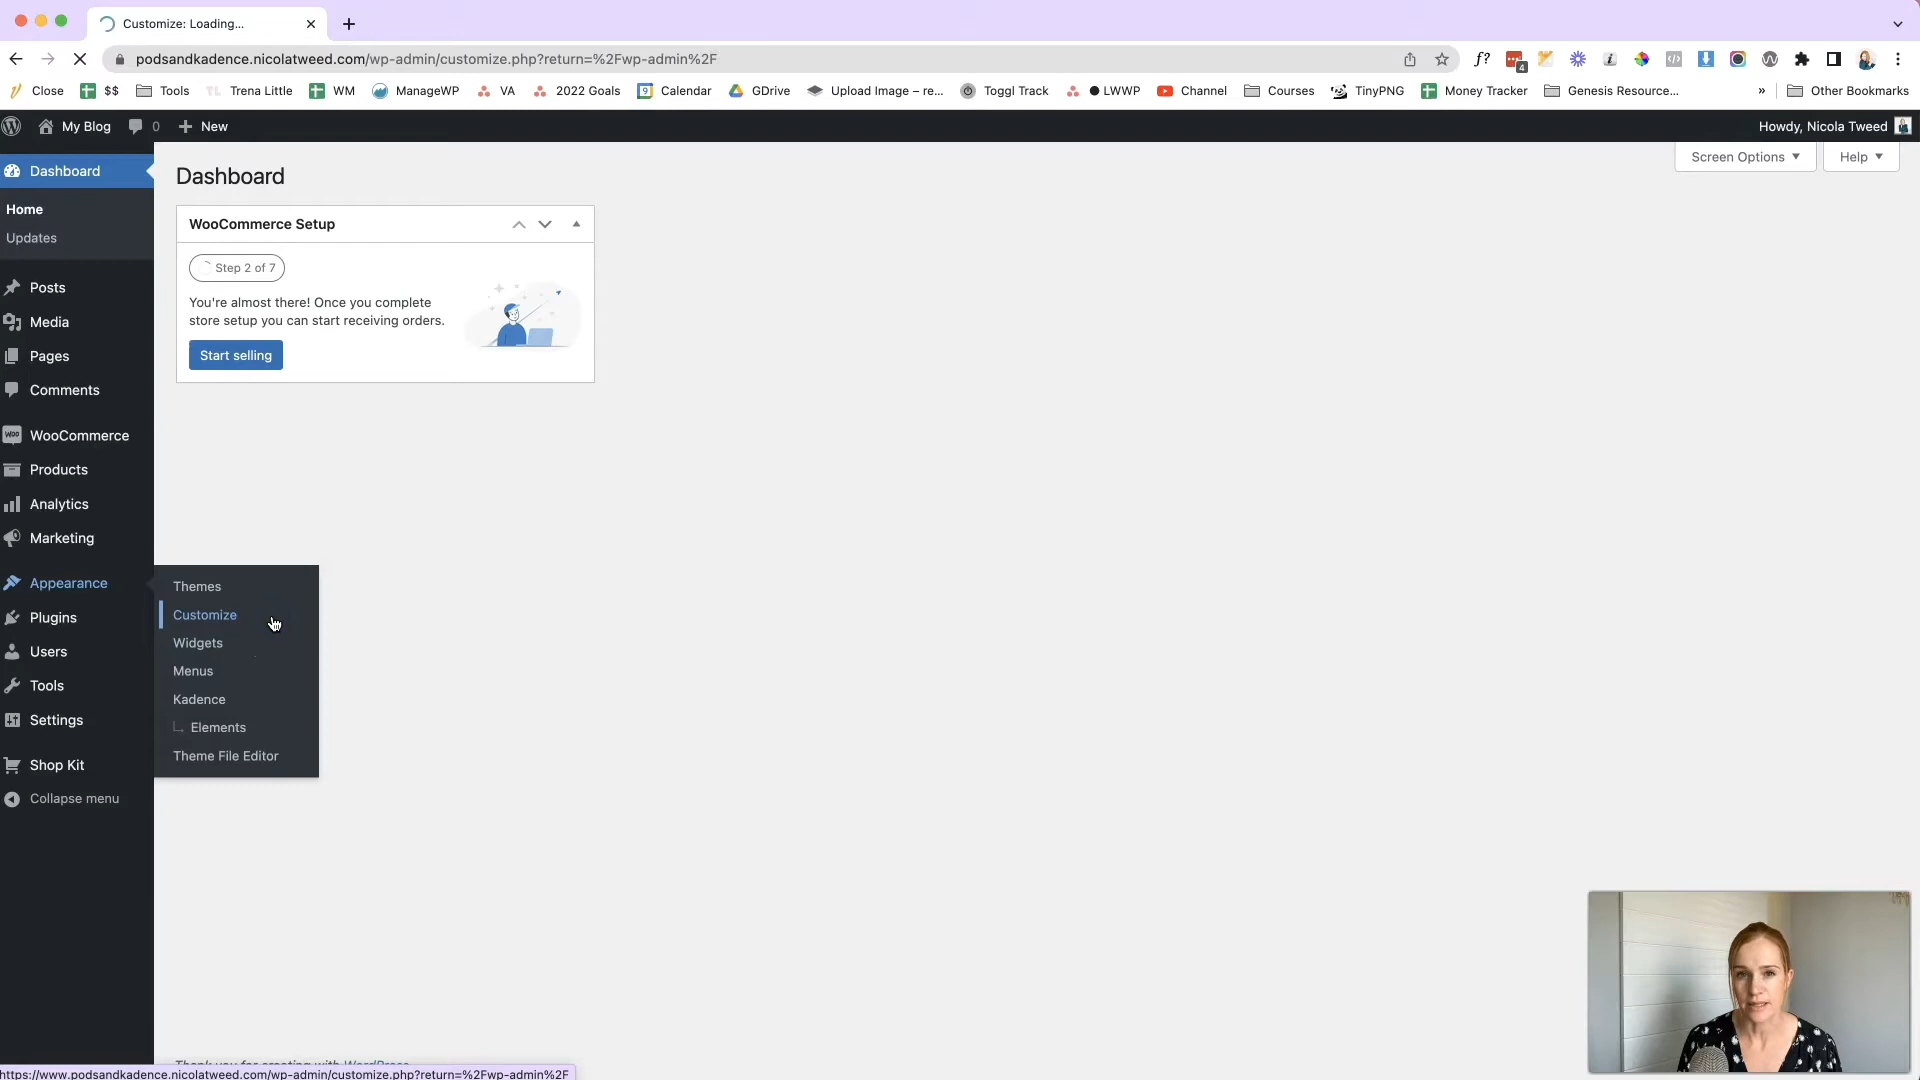 Customize: Loading...
podsandkadence.nicolatweed.com/wp-admin/customize.php?return=%2Fwp-admin%2F
f?
4
Close
$$
Tools
TL Trena Little
WM
ManageWP
VA
2022 Goals
9 Calendar
GDrive
Upload Image – re...
Toggl Track
LWWP
Channel
Courses
TinyPNG
Money Tracker
Genesis Resource...
»
Other Bookmarks
My Blog
0
New
Howdy, Nicola Tweed
Dashboard
Home
Updates
Posts
Media
Pages
Comments
WOO WooCommerce
Products
Analytics
Marketing
Appearance
Plugins
Users
Tools
Settings
Shop Kit
Collapse menu
Themes
Customize
Widgets
Menus
Kadence
Elements
Theme File Editor
Dashboard
Screen Options
Help
WooCommerce Setup
Step 2 of 7
You're almost there! Once you complete
store setup you can start receiving orders.
Start selling
Thank you for creating with WordPress.
https://www.podsandkadence.nicolatweed.com/wp-admin/customize.php?return=%2Fwp-admin%2F